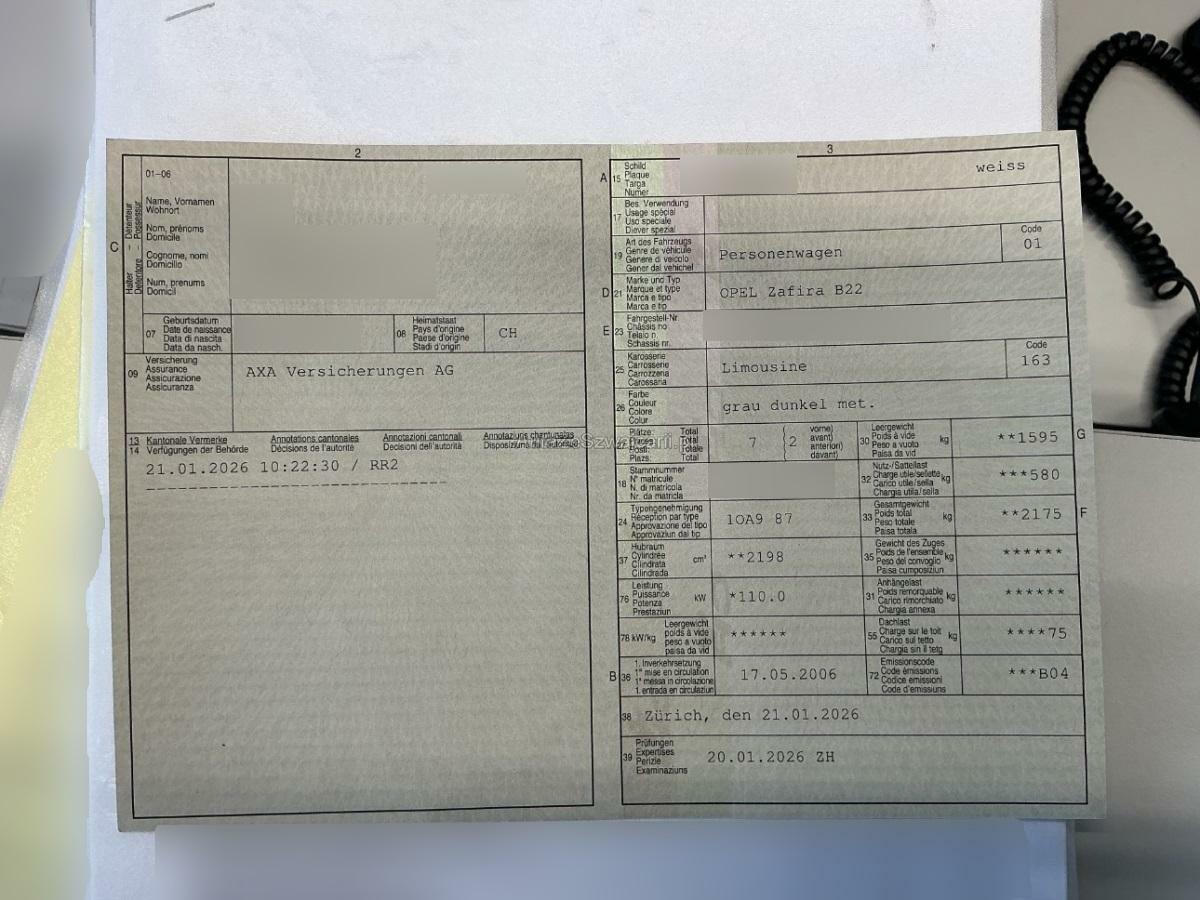 2
01-06
Name, Vornamen
Wohnort
Nom, prénoms
Domicile
Cognome, nomi
Domicilio
Num, prenums
Domicil
C
Halter - Détenteur
Detentore - Possessur
07
Geburtsdatum
Date de naissance
Data di nascita
Data da nasch.
08
Heimatstaat
Pays d'origine
Paese d'origine
Stadi d'origin
CH
09
Versicherung
Assurance
Assicurazione
Assicuranza
AXA Versicherungen AG
13
14
Kantonale Vermerke
Verfügungen der Behörde
Annotations cantonales
Décisions de l'autorité
Annotazioni cantonali
Decisioni dell'autorità
Annotaziuns chantunalas
21.01.2026 10:22:30 / RR2
3
A
15
Schild
Plaque
Targa
Numer
weiss
17
Bes. Verwendung
Usage spécial
Uso speciale
Diever spezial
19
Art des Fahrzeugs
Genre de véhicule
Genere di veicolo
Gener dal vehichel
Personenwagen
Code
01
D
21
Marke und Typ
Marque et type
Marca e tipo
Marca e tip
OPEL Zafira B22
E
23
Fahrgestell-Nr.
Châssis no
Telaio n.
Schassis nr.
25
Karosserie
Carrosserie
Carrozzeria
Carossaria
Limousine
Code
163
26
Farbe
Couleur
Colore
Colur
grau dunkel met.
27
Plätze: Total
Places: Total
Posti: Totale
Plazs: Total
7
2
vorne)
avant)
anteriori)
davant)
30
Leergewicht
Poids à vide
Peso a vuoto
Paisa da vid
kg
**1595
G
18
Stammnummer
N° matricule
N. di matricola
Nr. da matricla
32
Nutz-/Sattellast
Charge utile/sellette
Carico utile/sella
Chargia utila/sella
kg
***580
24
Typengenehmigung
Réception par type
Approvazione del tipo
Approvaziun dal tip
1OA9 87
33
Gesamtgewicht
Poids total
Peso totale
Paisa totala
kg
**2175
F
37
Hubraum
Cylindrée
Cilindrata
Cilindrada
cm³
**2198
35
Gewicht des Zuges
Poids de l'ensemble
Peso del convoglio
Paisa cumposiziun
kg
******
76
Leistung
Puissance
Potenza
Prestaziun
kW
*110.0
31
Anhängelast
Poids remorquable
Carico rimorchiato
Chargia annexa
kg
******
78 kW/kg
Leergewicht
poids à vide
peso a vuoto
paisa da vid
******
55
Dachlast
Charge sur le toit
Carico sul tetto
Chargia sin il tetg
kg
****75
B
36
1. Inverkehrsetzung
1re mise en circulation
1a messa in circolazione
1. entrada en circulaziun
17.05.2006
72
Emissionscode
Code émissions
Codice emissioni
Code d'emissiuns
***B04
38
Zürich, den 21.01.2026
39
Prüfungen
Expertises
Perizie
Examinaziuns
20.01.2026 ZH